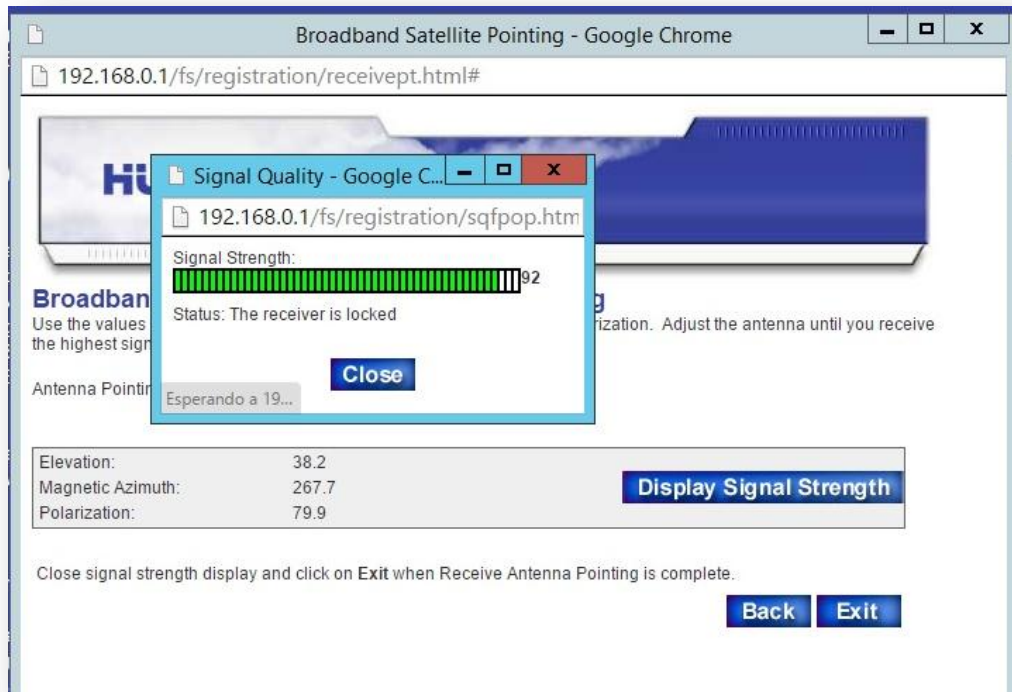 Broadband Satellite Pointing - Google Chrome
192.168.0.1/fs/registration/receivept.html#
Signal Quality - Google C...
192.168.0.1/fs/registration/sqfpop.htm
Signal Strength:
92
Status: The receiver is locked
Close
Esperando a 19...
Broadban
Use the values
rization. Adjust the antenna until you receive
the highest sign
Antenna Pointin
Elevation: 38.2
Magnetic Azimuth: 267.7
Polarization: 79.9
Display Signal Strength
Close signal strength display and click on Exit when Receive Antenna Pointing is complete.
Back Exit